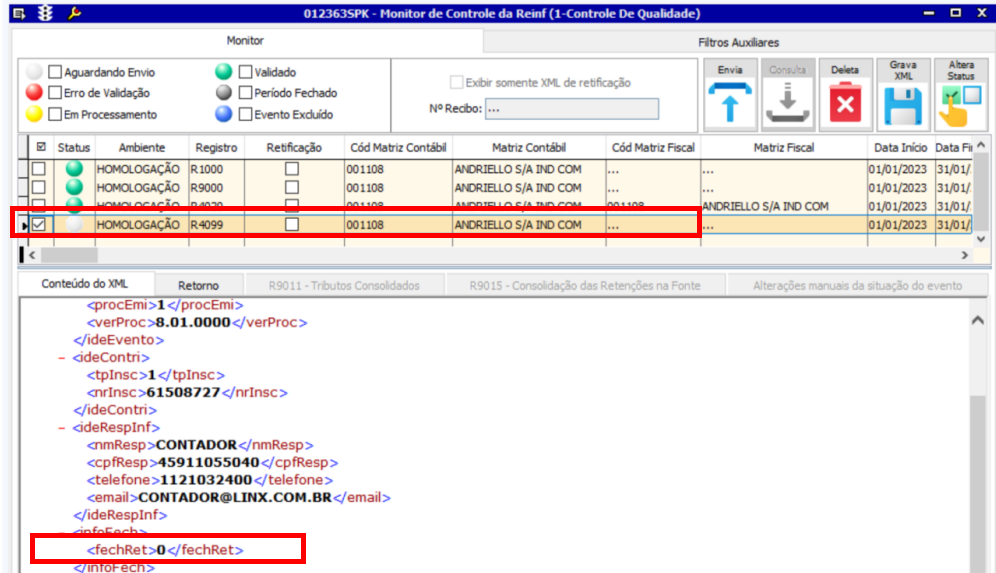 012363SPK - Monitor de Controle da Reinf (1-Controle De Qualidade)
Monitor Filtros Auxiliares
Aguardando Envio Validado
Erro de Validação Período Fechado
Em Processamento Evento Excluído
Exibir somente XML de retificação
Nº Recibo: ...
Envia Consulta Deleta Grava XML Altera Status
Status Ambiente Registro Retificação Cód Matriz Contábil Matriz Contábil Cód Matriz Fiscal Matriz Fiscal Data Início Data Fir
HOMOLOGAÇÃO R1000 001108 ANDRIELLO S/A IND COM ... ... 01/01/2023 31/01/
HOMOLOGAÇÃO R9000 001108 ANDRIELLO S/A IND COM ... ... 01/01/2023 31/01/
HOMOLOGAÇÃO R4020 001108 ANDRIELLO S/A IND COM 001108 ANDRIELLO S/A IND COM 01/01/2023 31/01/
HOMOLOGAÇÃO R4099 001108 ANDRIELLO S/A IND COM ... ... 01/01/2023 31/01/
Conteúdo do XML Retorno R9011 - Tributos Consolidados R9015 - Consolidação das Retenções na Fonte Alterações manuais da situação do evento
<procEmi>1</procEmi>
<verProc>8.01.0000</verProc>
</ideEvento>
– <ideContri>
<tpInsc>1</tpInsc>
<nrInsc>61508727</nrInsc>
</ideContri>
– <ideRespInf>
<nmResp>CONTADOR</nmResp>
<cpfResp>45911055040</cpfResp>
<telefone>1121032400</telefone>
<email>CONTADOR@LINX.COM.BR</email>
</ideRespInf>
– <infoFech>
<fechRet>0</fechRet>
</infoFech>